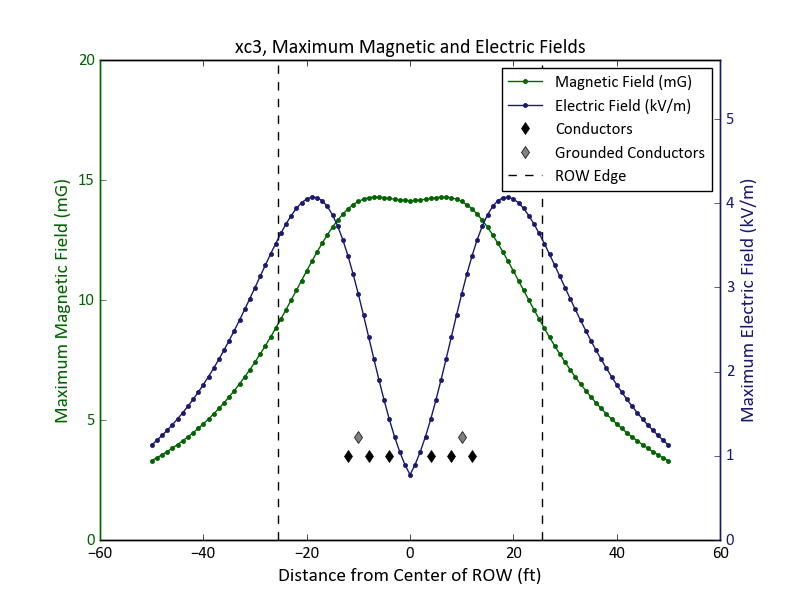 xc3, Maximum Magnetic and Electric Fields
Magnetic Field (mG)
Electric Field (kV/m)
Conductors
Grounded Conductors
ROW Edge
Maximum Magnetic Field (mG)
20
15
10
5
0
Maximum Electric Field (kV/m)
5
4
3
2
1
0
−60 −40 −20 0 20 40 60
Distance from Center of ROW (ft)